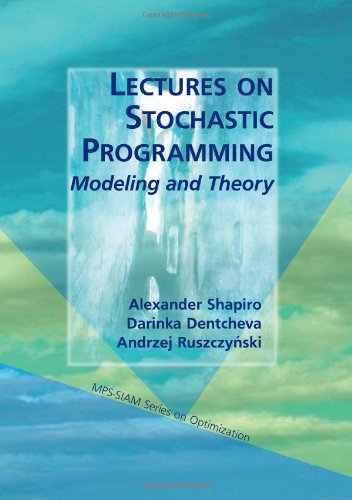 LECTURES ON
STOCHASTIC
PROGRAMMING
Modeling and Theory
Alexander Shapiro
Darinka Dentcheva
Andrzej Ruszczyński
MPS-SIAM Series on Optimization